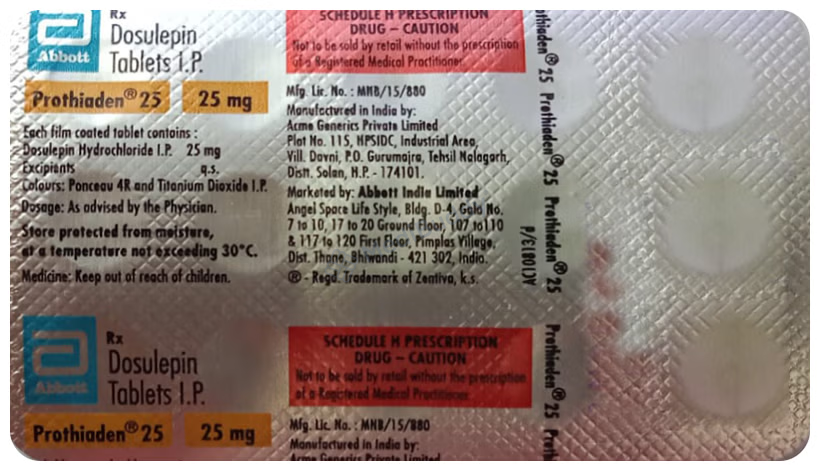 Rx
Dosulepin
Tablets I.P.
Abbott
Prothiaden® 25 25 mg
Each film coated tablet contains :
Dosulepin Hydrochloride I.P. 25 mg
Excipients q.s.
Colours: Ponceau 4R and Titanium Dioxide I.P.
Dosage: As advised by the Physician.
Store protected from moisture,
at a temperature not exceeding 30°C.
Medicine: Keep out of reach of children.
SCHEDULE H PRESCRIPTION
DRUG – CAUTION
Not to be sold by retail without the prescription
of a Registered Medical Practitioner.
Mfg. Lic. No. : MNB/15/880
Manufactured in India by:
Acme Generics Private Limited
Plot No. 115, HPSIDC, Industrial Area,
Vill. Davni, P.O. Gurumajra, Tehsil Nalagarh,
Distt. Solan, H.P. - 174101.
Marketed by: Abbott India Limited
Angel Space Life Style, Bldg. D-4, Gala No.
7 to 10, 17 to 20 Ground Floor, 107 to 110
& 117 to 120 First Floor, Pimplas Village,
Dist. Thane, Bhiwandi - 421 302, India.
® - Regd. Trademark of Zentiva, k.s.
Prothiaden® 25 Prothiaden® 25 Prothiaden® 25 Prothiaden® 25
Rx
Dosulepin
Tablets I.P.
Abbott
Prothiaden® 25 25 mg
SCHEDULE H PRESCRIPTION
DRUG – CAUTION
Not to be sold by retail without the prescription
of a Registered Medical Practitioner.
Mfg. Lic. No. : MNB/15/880
Manufactured in India by:
Acme Generics Private Limited